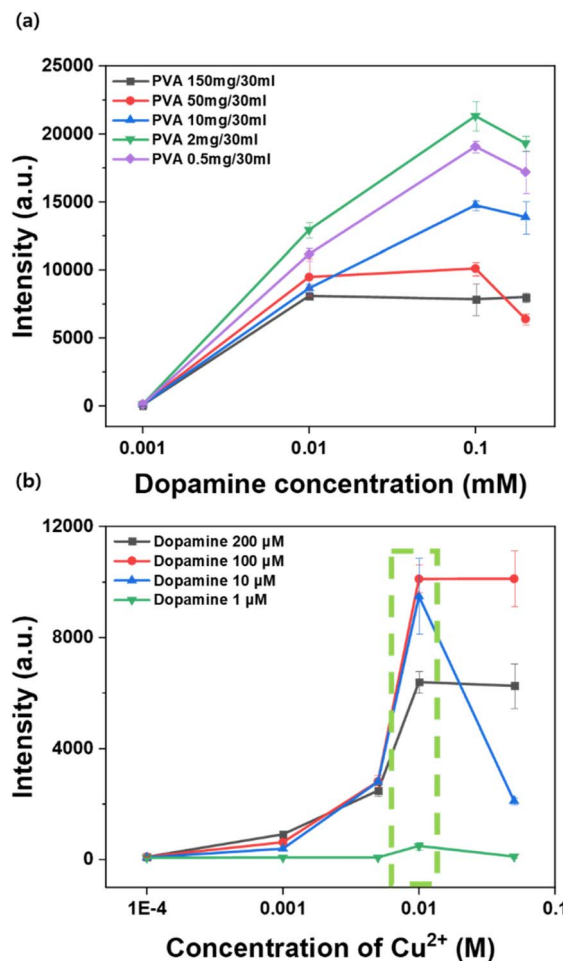 (a)
25000
20000
15000
10000
5000
0
Intensity (a.u.)
PVA 150mg/30ml
PVA 50mg/30ml
PVA 10mg/30ml
PVA 2mg/30ml
PVA 0.5mg/30ml
0.001
0.01
0.1
Dopamine concentration (mM)
(b)
12000
8000
4000
0
Intensity (a.u.)
Dopamine 200 µM
Dopamine 100 µM
Dopamine 10 µM
Dopamine 1 µM
1E-4
0.001
0.01
0.1
Concentration of Cu²⁺ (M)